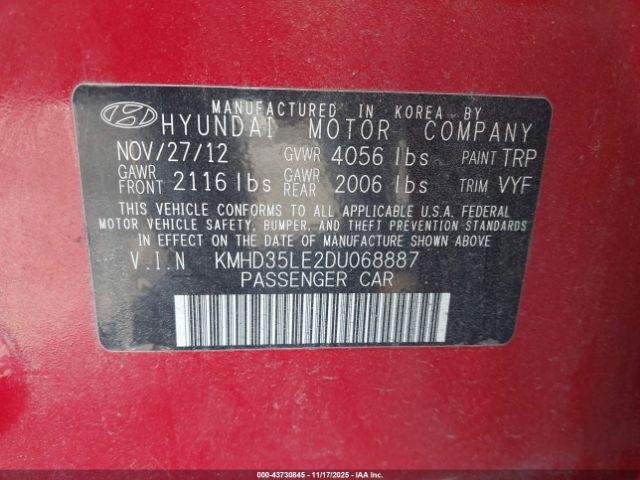 MANUFACTURED IN KOREA BY
HYUNDAI MOTOR COMPANY
NOV/27/12 GVWR 4056 lbs PAINT TRP
GAWR FRONT 2116 lbs GAWR REAR 2006 lbs TRIM VYF
THIS VEHICLE CONFORMS TO ALL APPLICABLE U.S.A. FEDERAL
MOTOR VEHICLE SAFETY, BUMPER, AND THEFT PREVENTION STANDARDS
IN EFFECT ON THE DATE OF MANUFACTURE SHOWN ABOVE
V.I.N KMHD35LE2DU068887
PASSENGER CAR
000-43730845 - 11/17/2025 - IAA, Inc.